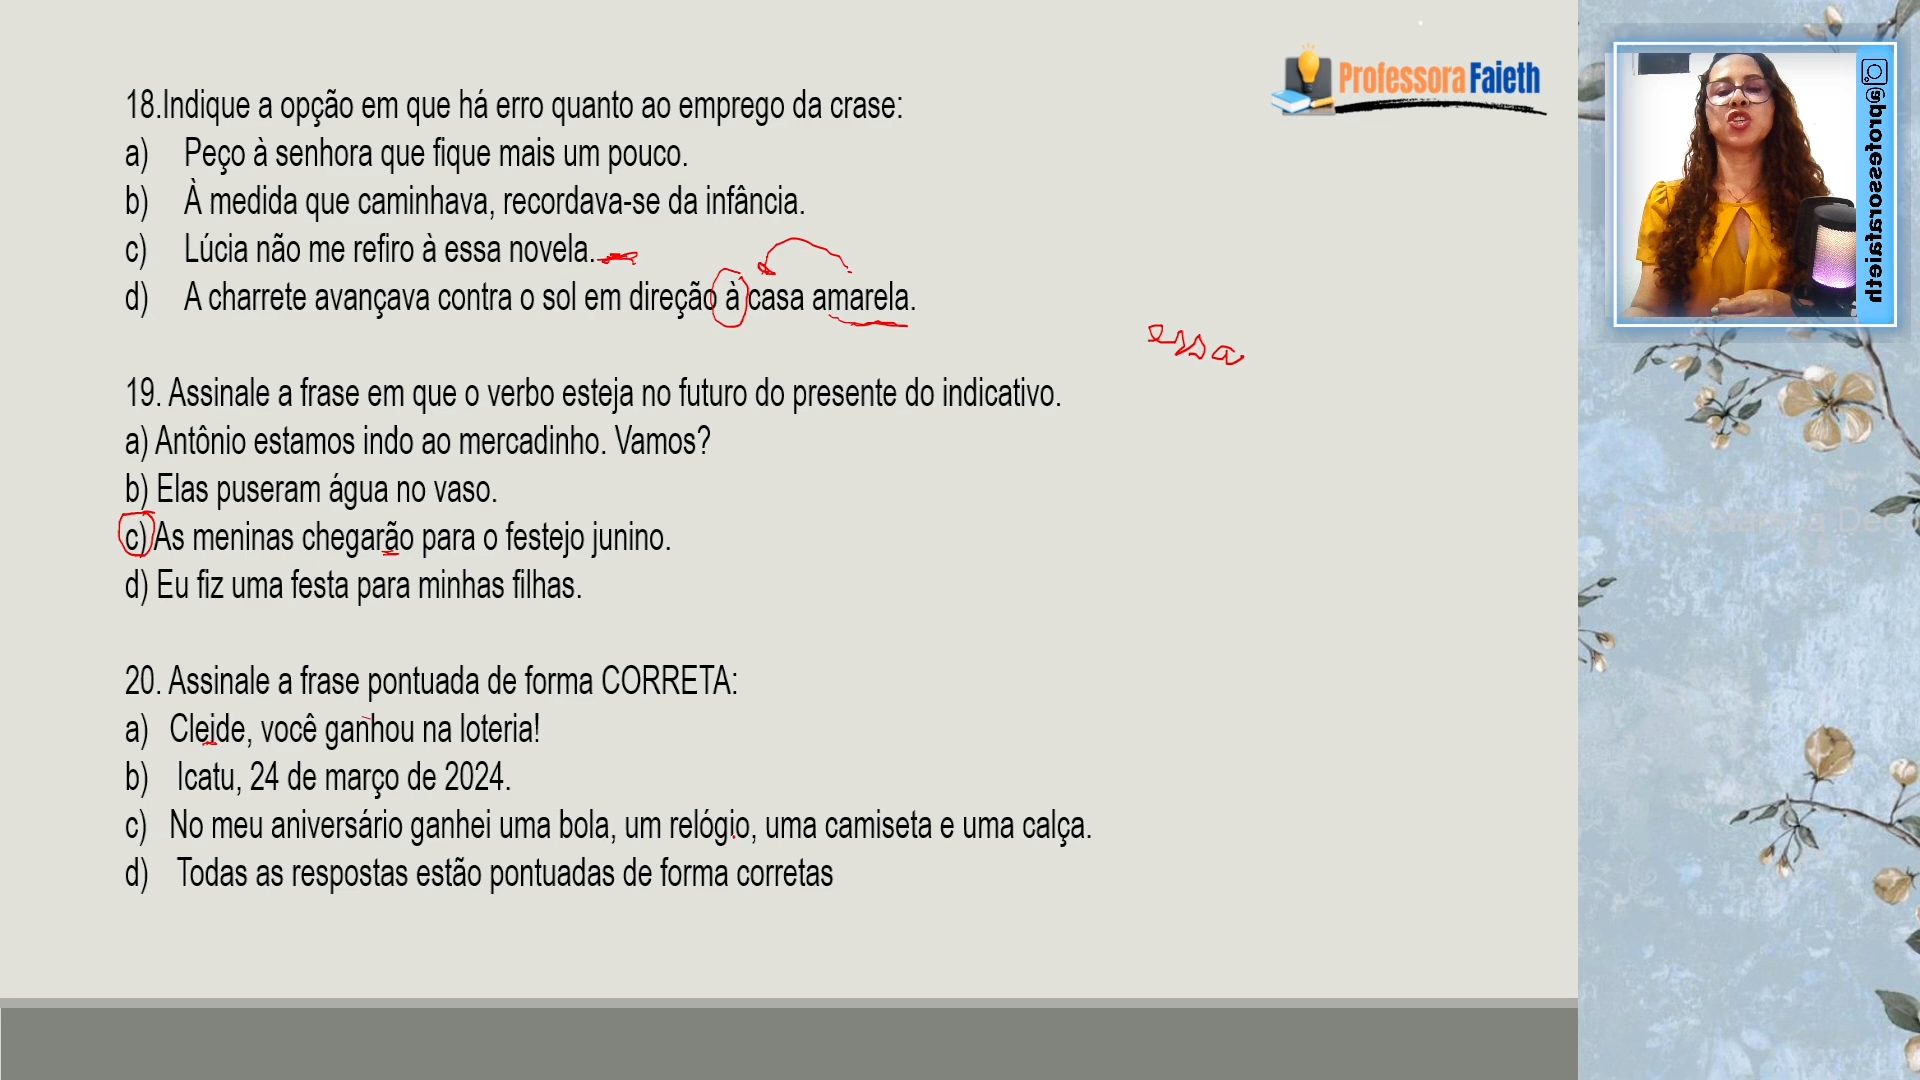 Professora Faieth
@professorafaieth
18.Indique a opção em que há erro quanto ao emprego da crase:
a) Peço à senhora que fique mais um pouco.
b) À medida que caminhava, recordava-se da infância.
c) Lúcia não me refiro à essa novela.
d) A charrete avançava contra o sol em direção à casa amarela.
essa
19. Assinale a frase em que o verbo esteja no futuro do presente do indicativo.
a) Antônio estamos indo ao mercadinho. Vamos?
b) Elas puseram água no vaso.
c) As meninas chegarão para o festejo junino.
d) Eu fiz uma festa para minhas filhas.
20. Assinale a frase pontuada de forma CORRETA:
a) Cleide, você ganhou na loteria!
b) Icatu, 24 de março de 2024.
c) No meu aniversário ganhei uma bola, um relógio, uma camiseta e uma calça.
d) Todas as respostas estão pontuadas de forma corretas